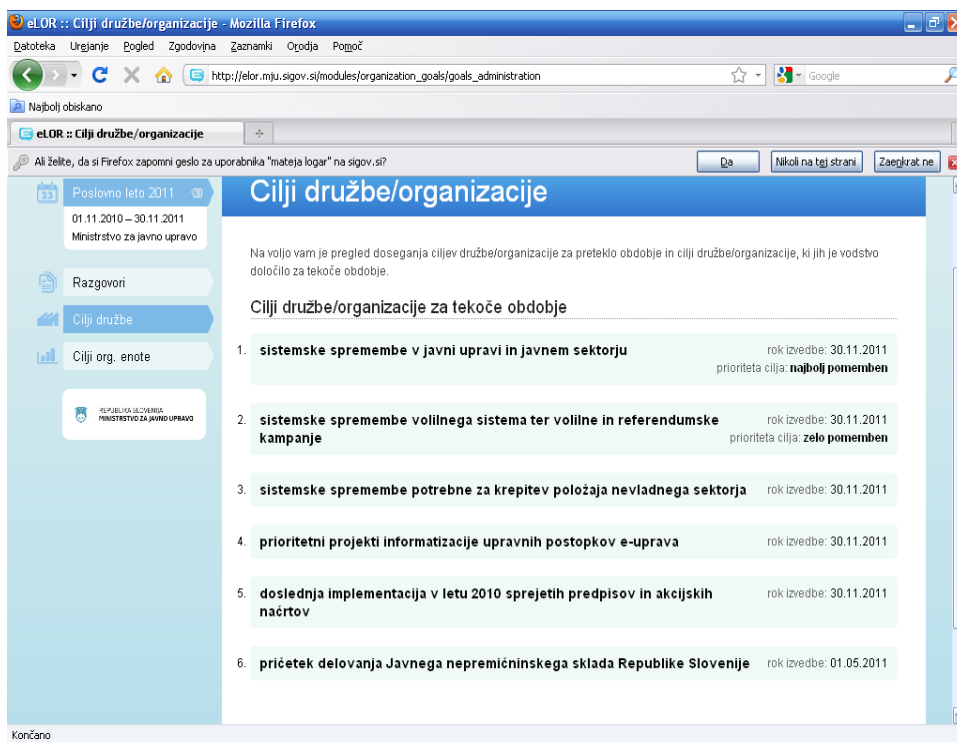 eLOR :: Cilji družbe/organizacije - Mozilla Firefox
Datoteka Urejanje Pogled Zgodovina Zaznamki Orodja Pomoč
http://elor.mju.sigov.si/modules/organization_goals/goals_administration
Google
Najbolj obiskano
eLOR :: Cilji družbe/organizacije
Ali želite, da si Firefox zapomni geslo za uporabnika "mateja logar" na sigov.si?
Da Nikoli na tej strani Zaenkrat ne
23 Poslovno leto 2011
01.11.2010 – 30.11.2011
Ministrstvo za javno upravo
Razgovori
Cilji družbe
Cilji org. enote
REPUBLIKA SLOVENIJA
MINISTRSTVO ZA JAVNO UPRAVO
Cilji družbe/organizacije
Na voljo vam je pregled doseganja ciljev družbe/organizacije za preteklo obdobje in cilji družbe/organizacije, ki jih je vodstvo
določilo za tekoče obdobje.
Cilji družbe/organizacije za tekoče obdobje
1. sistemske spremembe v javni upravi in javnem sektorju rok izvedbe: 30.11.2011
prioriteta cilja: najbolj pomemben
2. sistemske spremembe volilnega sistema ter volilne in referendumske rok izvedbe: 30.11.2011
kampanje prioriteta cilja: zelo pomemben
3. sistemske spremembe potrebne za krepitev položaja nevladnega sektorja rok izvedbe: 30.11.2011
4. prioritetni projekti informatizacije upravnih postopkov e-uprava rok izvedbe: 30.11.2011
5. doslednja implementacija v letu 2010 sprejetih predpisov in akcijskih rok izvedbe: 30.11.2011
načrtov
6. pričetek delovanja Javnega nepremičninskega sklada Republike Slovenije rok izvedbe: 01.05.2011
Končano